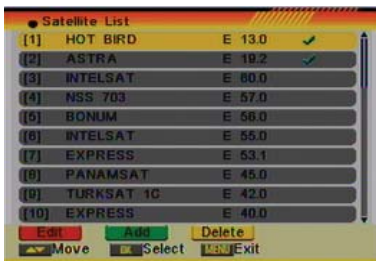 Satellite List
[1] HOT BIRD E 13.0
[2] ASTRA E 19.2
[3] INTELSAT E 60.0
[4] NSS 703 E 57.0
[5] BONUM E 56.0
[6] INTELSAT E 55.0
[7] EXPRESS E 53.1
[8] PANAMSAT E 45.0
[9] TURKSAT 1C E 42.0
[10] EXPRESS E 40.0
Edit Add Delete
Move OK Select MENU Exit